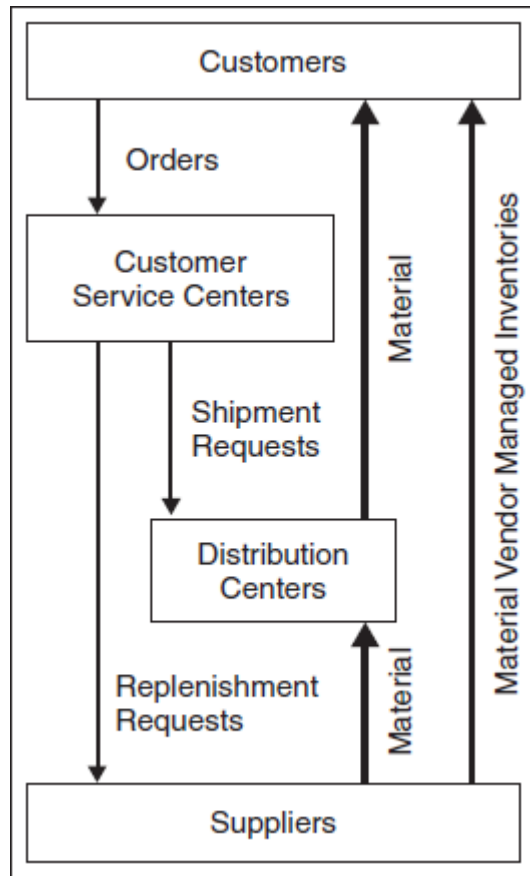 Customers
Orders
Customer
Service Centers
Material
Material Vendor Managed Inventories
Shipment
Requests
Distribution
Centers
Replenishment
Requests
Material
Suppliers